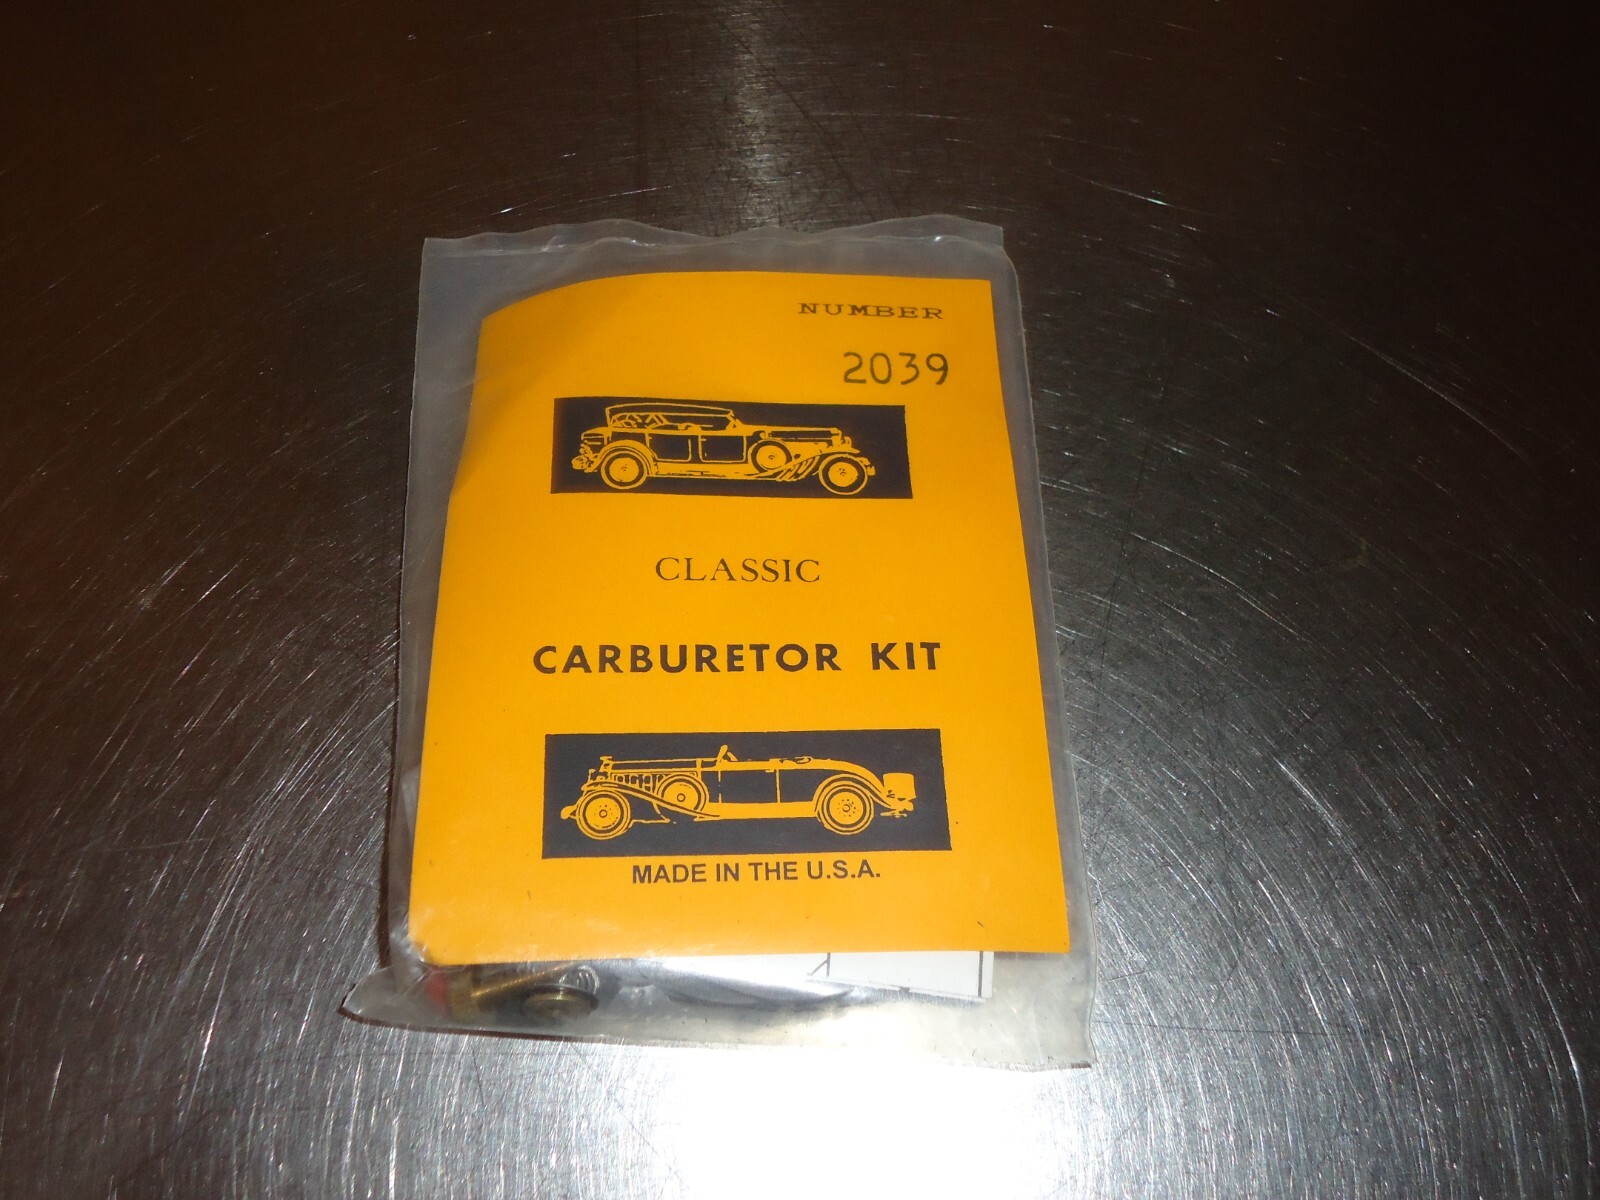 NUMBER
2039
CLASSIC
CARBURETOR KIT
MADE IN THE U.S.A.